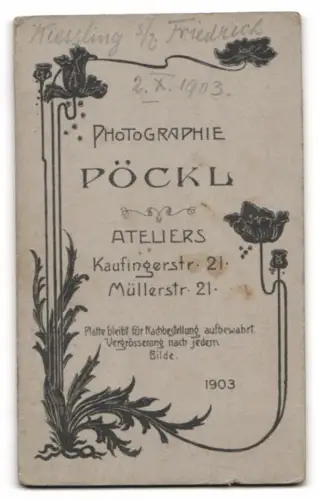 Wiessling s/z Friedrich
2. X. 1903.
PHOTOGRAPHIE
PÖCKL
ATELIERS
Kaufingerstr. 21.
Müllerstr. 21.
Platte bleibt für Nachbestellung aufbewahrt.
Vergrösserung nach jedem
Bilde.
1903